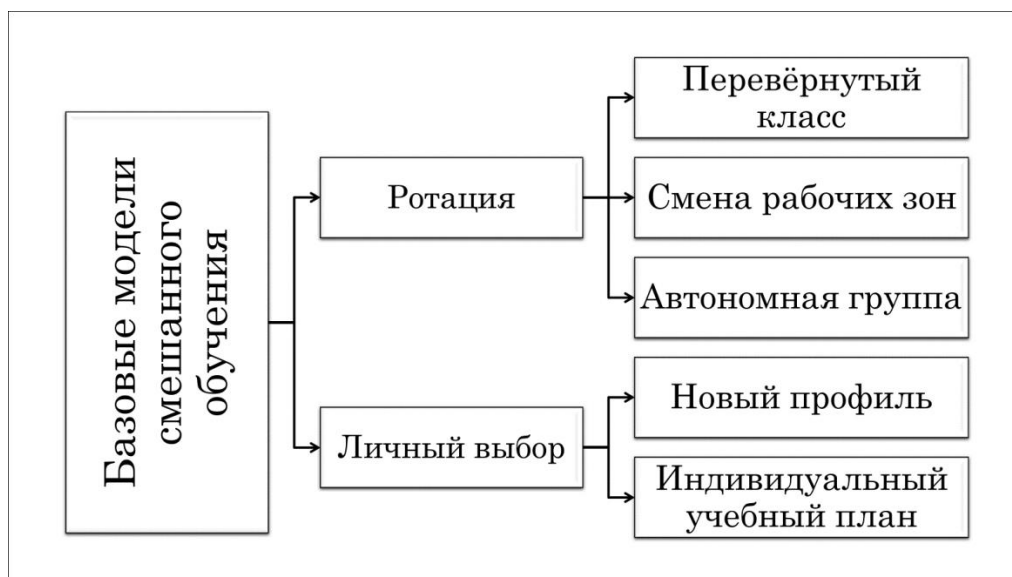 Базовые модели
смешанного
обучения
Ротация
Перевёрнутый
класс
Смена рабочих зон
Автономная группа
Личный выбор
Новый профиль
Индивидуальный
учебный план